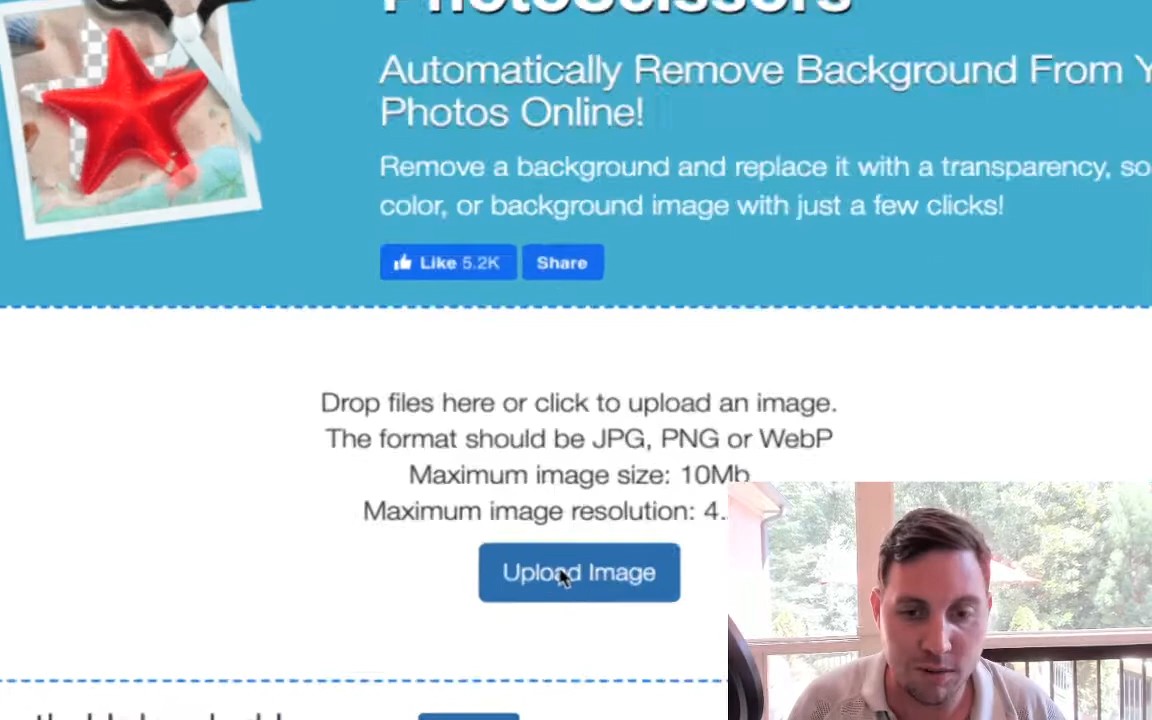 PhotoScissors
Automatically Remove Background From
Photos Online!
Remove a background and replace it with a transparency,
color, or background image with just a few clicks!
Like 5.2K Share
Drop files here or click to upload an image.
The format should be JPG, PNG or WebP
Maximum image size: 10Mb
Maximum image resolution: 4.
Upload Image